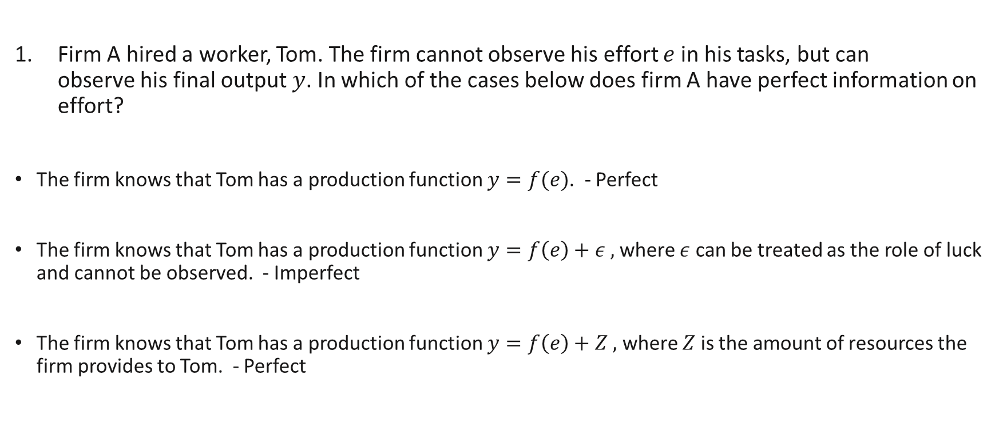 1. Firm A hired a worker, Tom. The firm cannot observe his effort e in his tasks, but can
observe his final output y. In which of the cases below does firm A have perfect information on
effort?
• The firm knows that Tom has a production function y = f(e). - Perfect
• The firm knows that Tom has a production function y = f(e) + ϵ , where ϵ can be treated as the role of luck
and cannot be observed. - Imperfect
• The firm knows that Tom has a production function y = f(e) + Z , where Z is the amount of resources the
firm provides to Tom. - Perfect